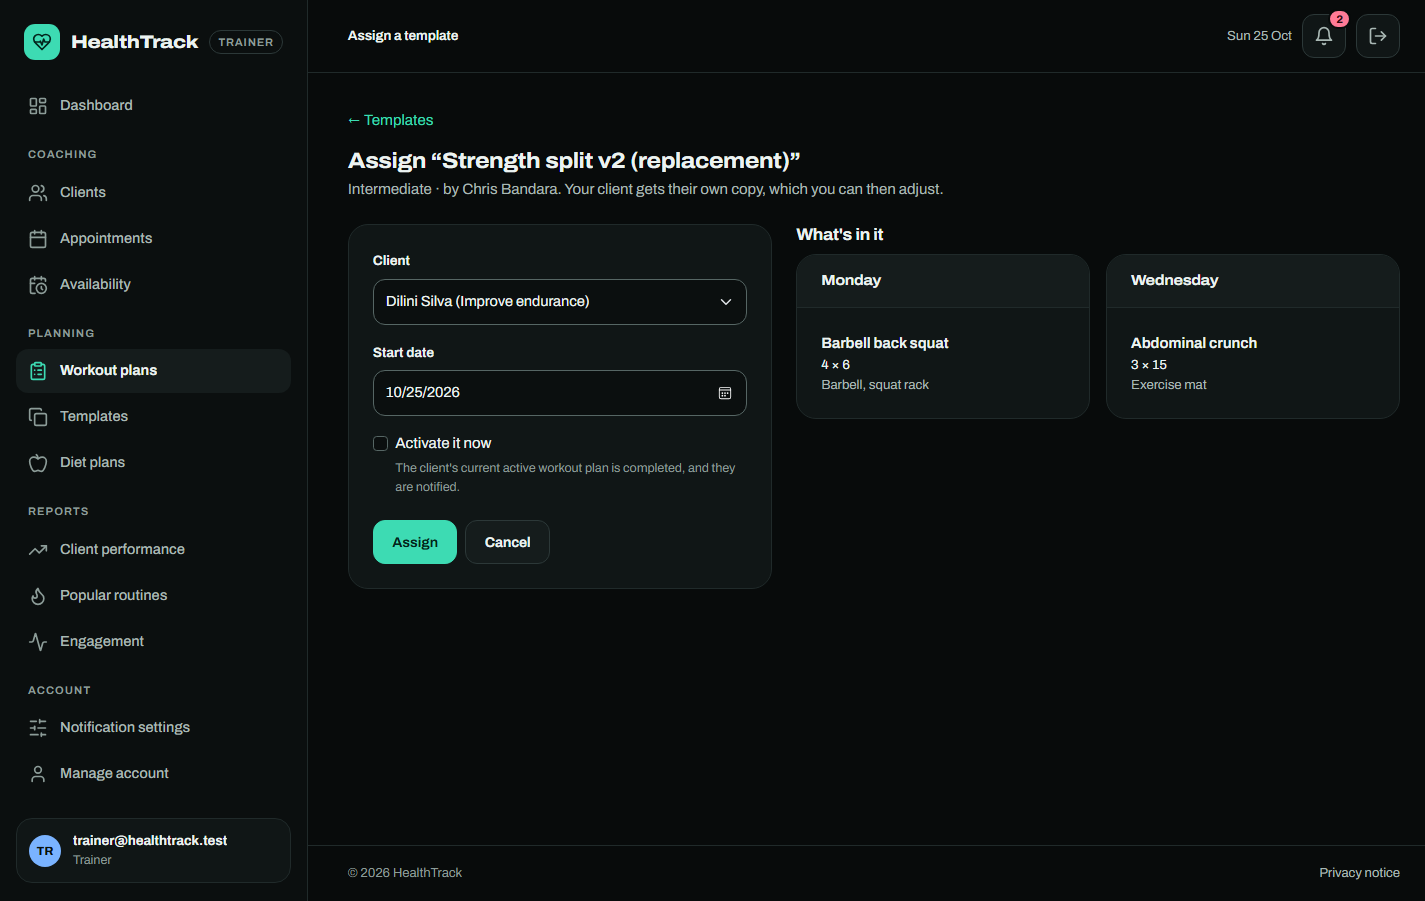 HealthTrack
TRAINER
Dashboard
COACHING
Clients
Appointments
Availability
PLANNING
Workout plans
Templates
Diet plans
REPORTS
Client performance
Popular routines
Engagement
ACCOUNT
Notification settings
Manage account
TR
trainer@healthtrack.test
Trainer
Assign a template
Sun 25 Oct
2
← Templates
Assign “Strength split v2 (replacement)”
Intermediate · by Chris Bandara. Your client gets their own copy, which you can then adjust.
Client
Dilini Silva (Improve endurance)
Start date
10/25/2026
Activate it now
The client's current active workout plan is completed, and they
are notified.
Assign
Cancel
What's in it
Monday
Barbell back squat
4 × 6
Barbell, squat rack
Wednesday
Abdominal crunch
3 × 15
Exercise mat
© 2026 HealthTrack
Privacy notice